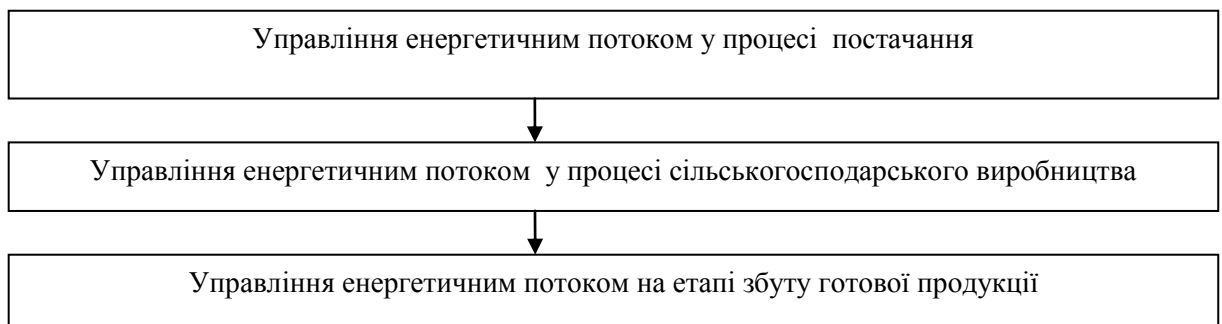 Управління енергетичним потоком у процесі постачання
Управління енергетичним потоком у процесі сільськогосподарського виробництва
Управління енергетичним потоком на етапі збуту готової продукції